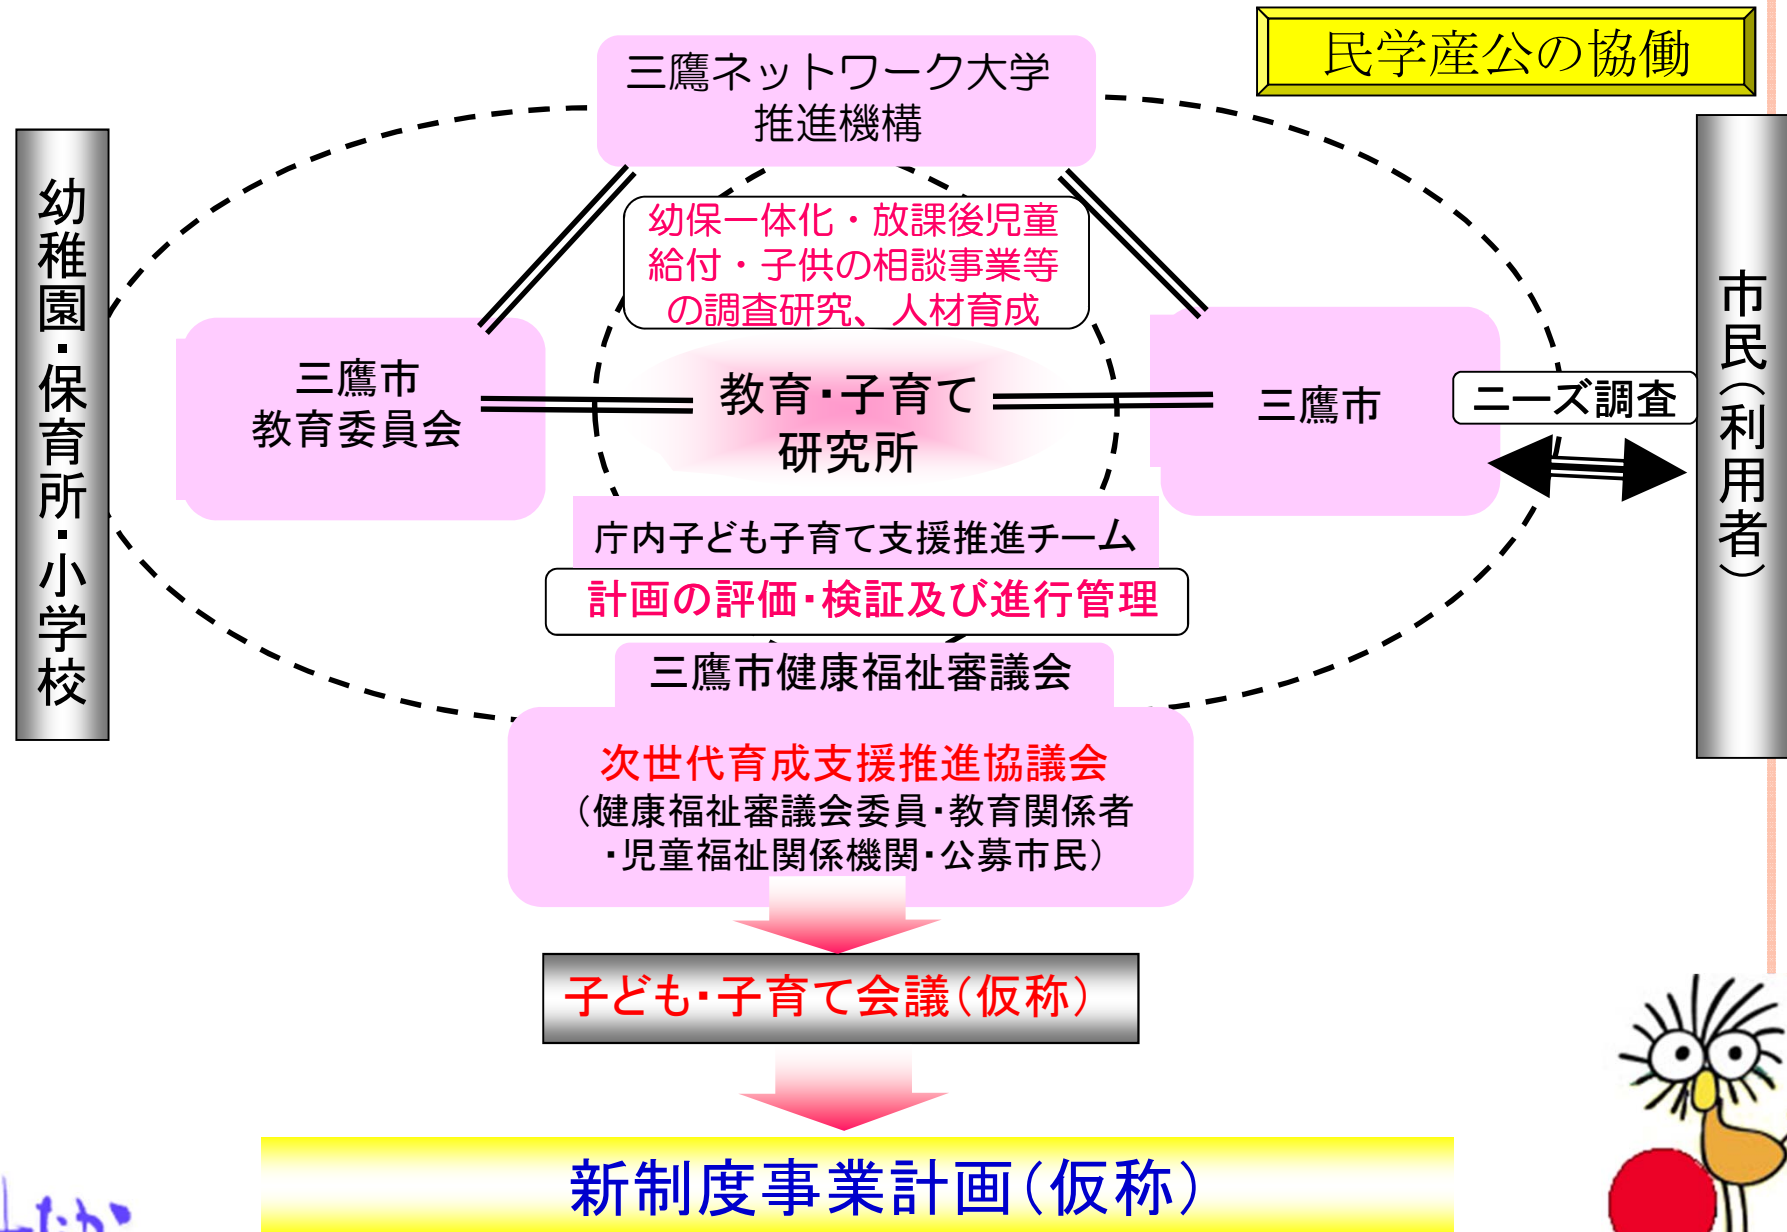 民学産公の協働
三鷹ネットワーク大学
推進機構
幼稚園・保育所・小学校
幼保一体化・放課後児童
給付・子供の相談事業等
の調査研究、人材育成
市民（利用者）
三鷹市
教育委員会
教育・子育て
研究所
三鷹市
ニーズ調査
庁内子ども子育て支援推進チーム
計画の評価・検証及び進行管理
三鷹市健康福祉審議会
次世代育成支援推進協議会
（健康福祉審議会委員・教育関係者
・児童福祉関係機関・公募市民）
子ども・子育て会議（仮称）
新制度事業計画（仮称）